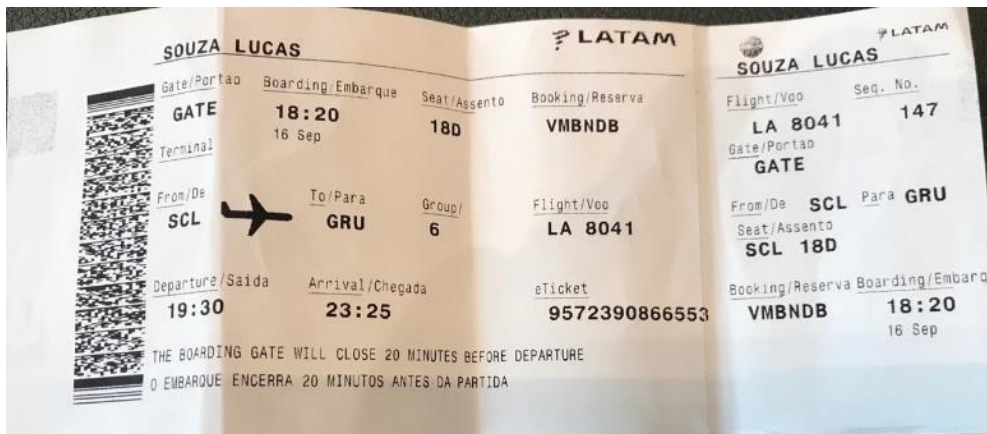 SOUZA LUCAS
LATAM
Gate/Portao Boarding/Embarque Seat/Assento Booking/Reserva
GATE 18:20 18D VMBNDB
16 Sep
Terminal
From/De To/Para Group/ Flight/Voo
SCL GRU 6 LA 8041
Departure/Saida Arrival/Chegada eTicket
19:30 23:25 9572390866553
THE BOARDING GATE WILL CLOSE 20 MINUTES BEFORE DEPARTURE
O EMBARQUE ENCERRA 20 MINUTOS ANTES DA PARTIDA
LATAM
SOUZA LUCAS
Flight/Voo Seq. No.
LA 8041 147
Gate/Portao
GATE
From/De SCL Para GRU
Seat/Assento
SCL 18D
Booking/Reserva Boarding/Embarq
VMBNDB 18:20
16 Sep